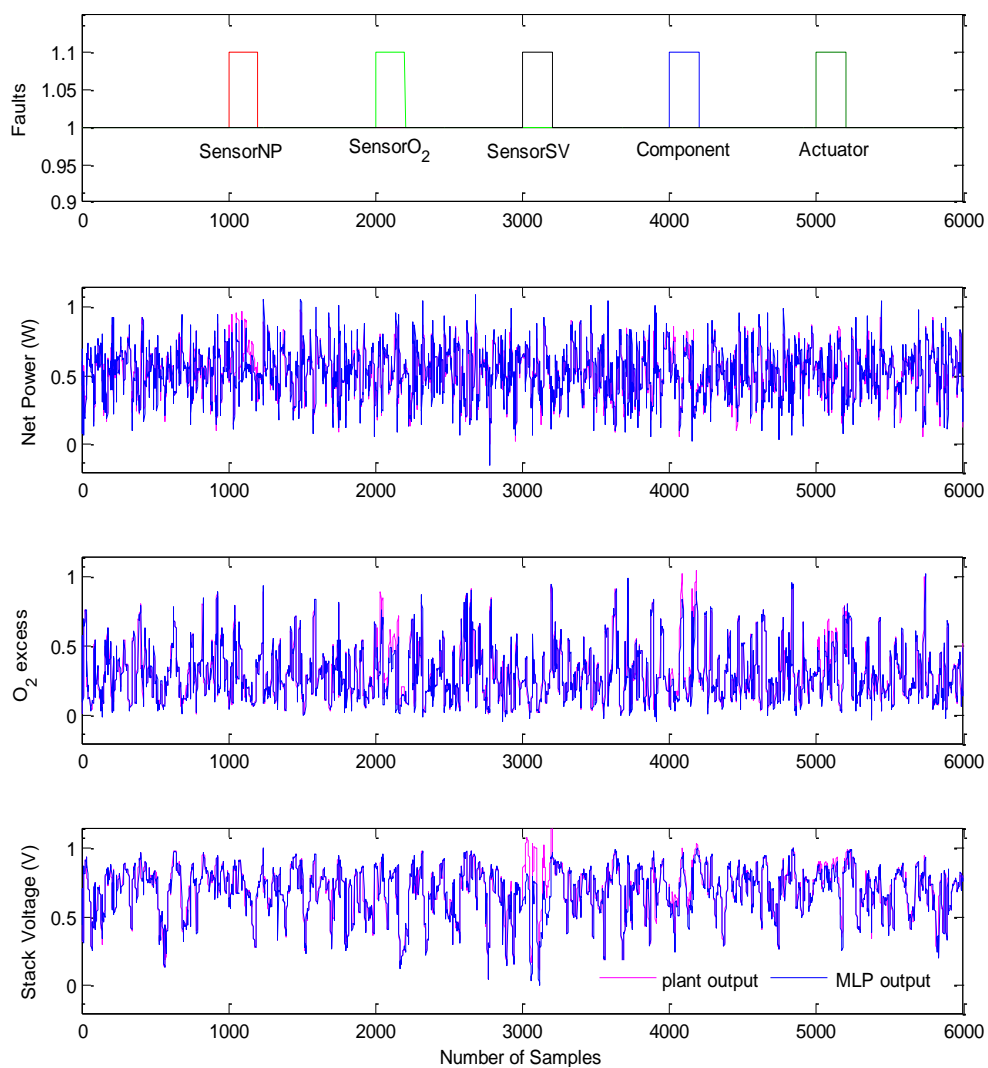 Faults
1.1
1.05
1
0.95
0.9
SensorNP
SensorO2
SensorSV
Component
Actuator
0 1000 2000 3000 4000 5000 6000
Net Power (W)
1
0.5
0
0 1000 2000 3000 4000 5000 6000
O2 excess
1
0.5
0
0 1000 2000 3000 4000 5000 6000
Stack Voltage (V)
1
0.5
0
plant output
MLP output
0 1000 2000 3000 4000 5000 6000
Number of Samples